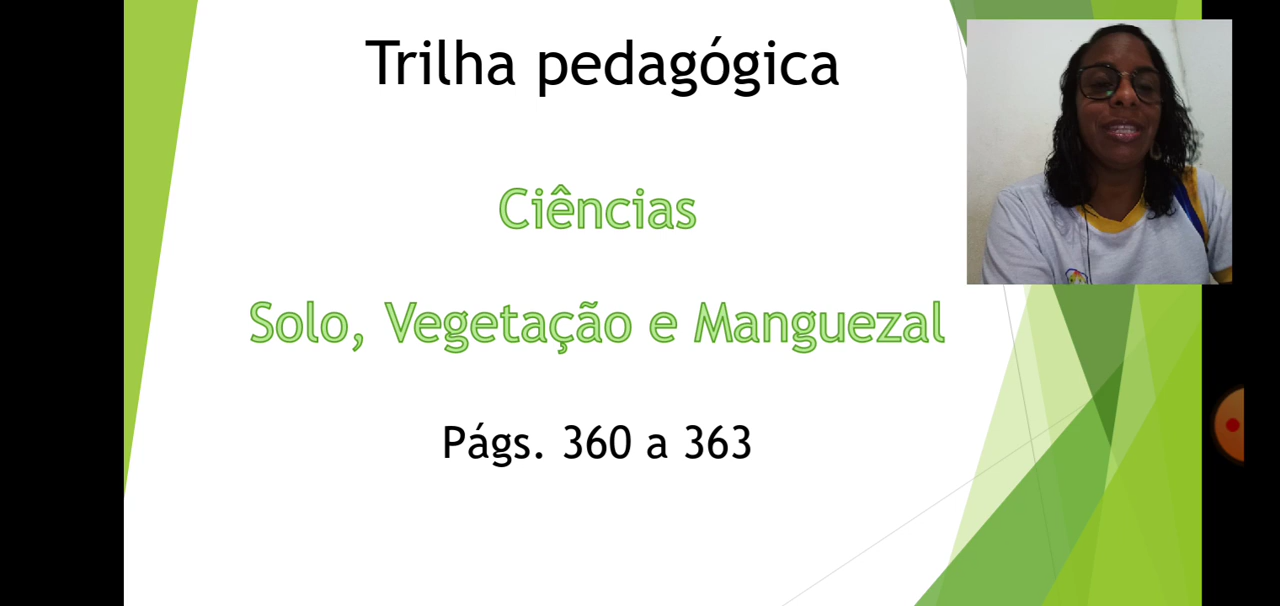 Trilha pedagógica
Ciências
Solo, Vegetação e Manguezal
Págs. 360 a 363